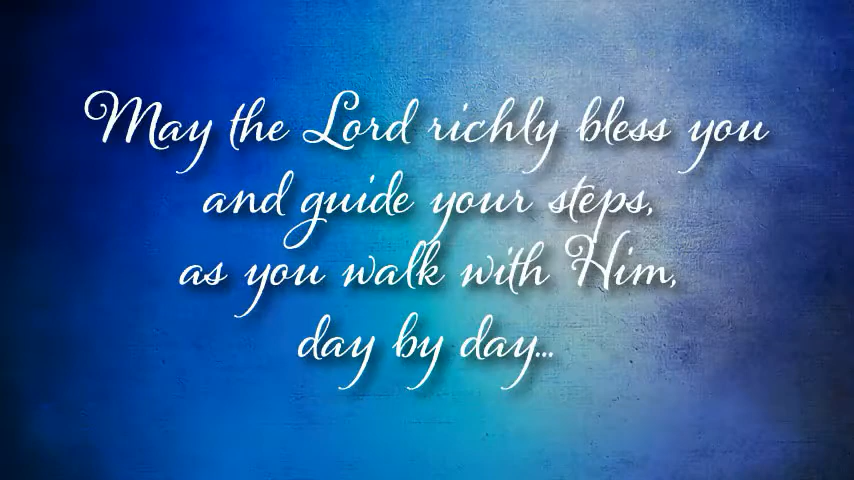 May the Lord richly bless you
and guide your steps,
as you walk with Him,
day by day...